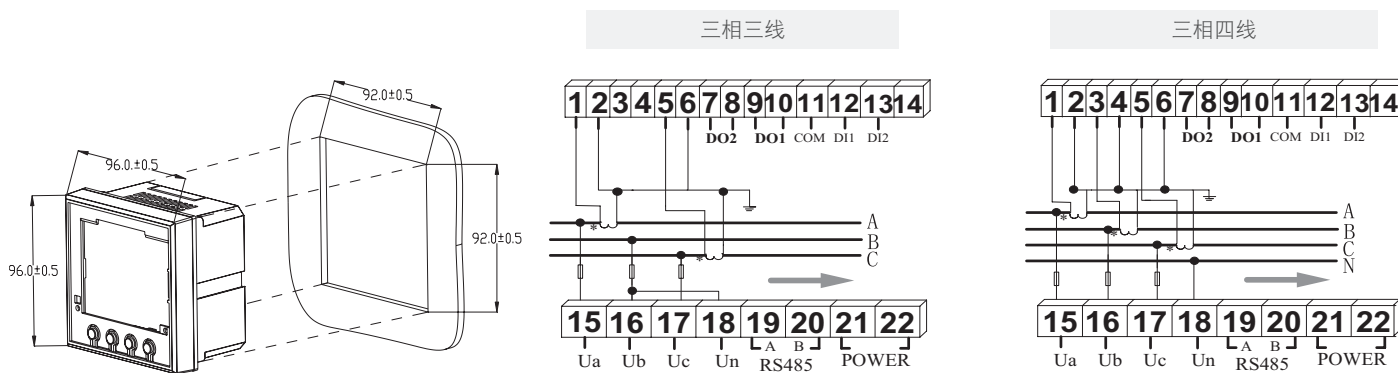 三相三线
三相四线
92.0±0.5
96.0.±0.5
96.0±0.5
92.0±0.5
1 2 3 4 5 6 7 8 9 10 11 12 13 14
DO2 DO1 COM DI1 DI2
*
A
B
*
C
15 16 17 18 19 20 21 22
A B
Ua Ub Uc Un RS485 POWER
1 2 3 4 5 6 7 8 9 10 11 12 13 14
DO2 DO1 COM DI1 DI2
A
*
B
*
C
*
N
15 16 17 18 19 20 21 22
A B
Ua Ub Uc Un RS485 POWER